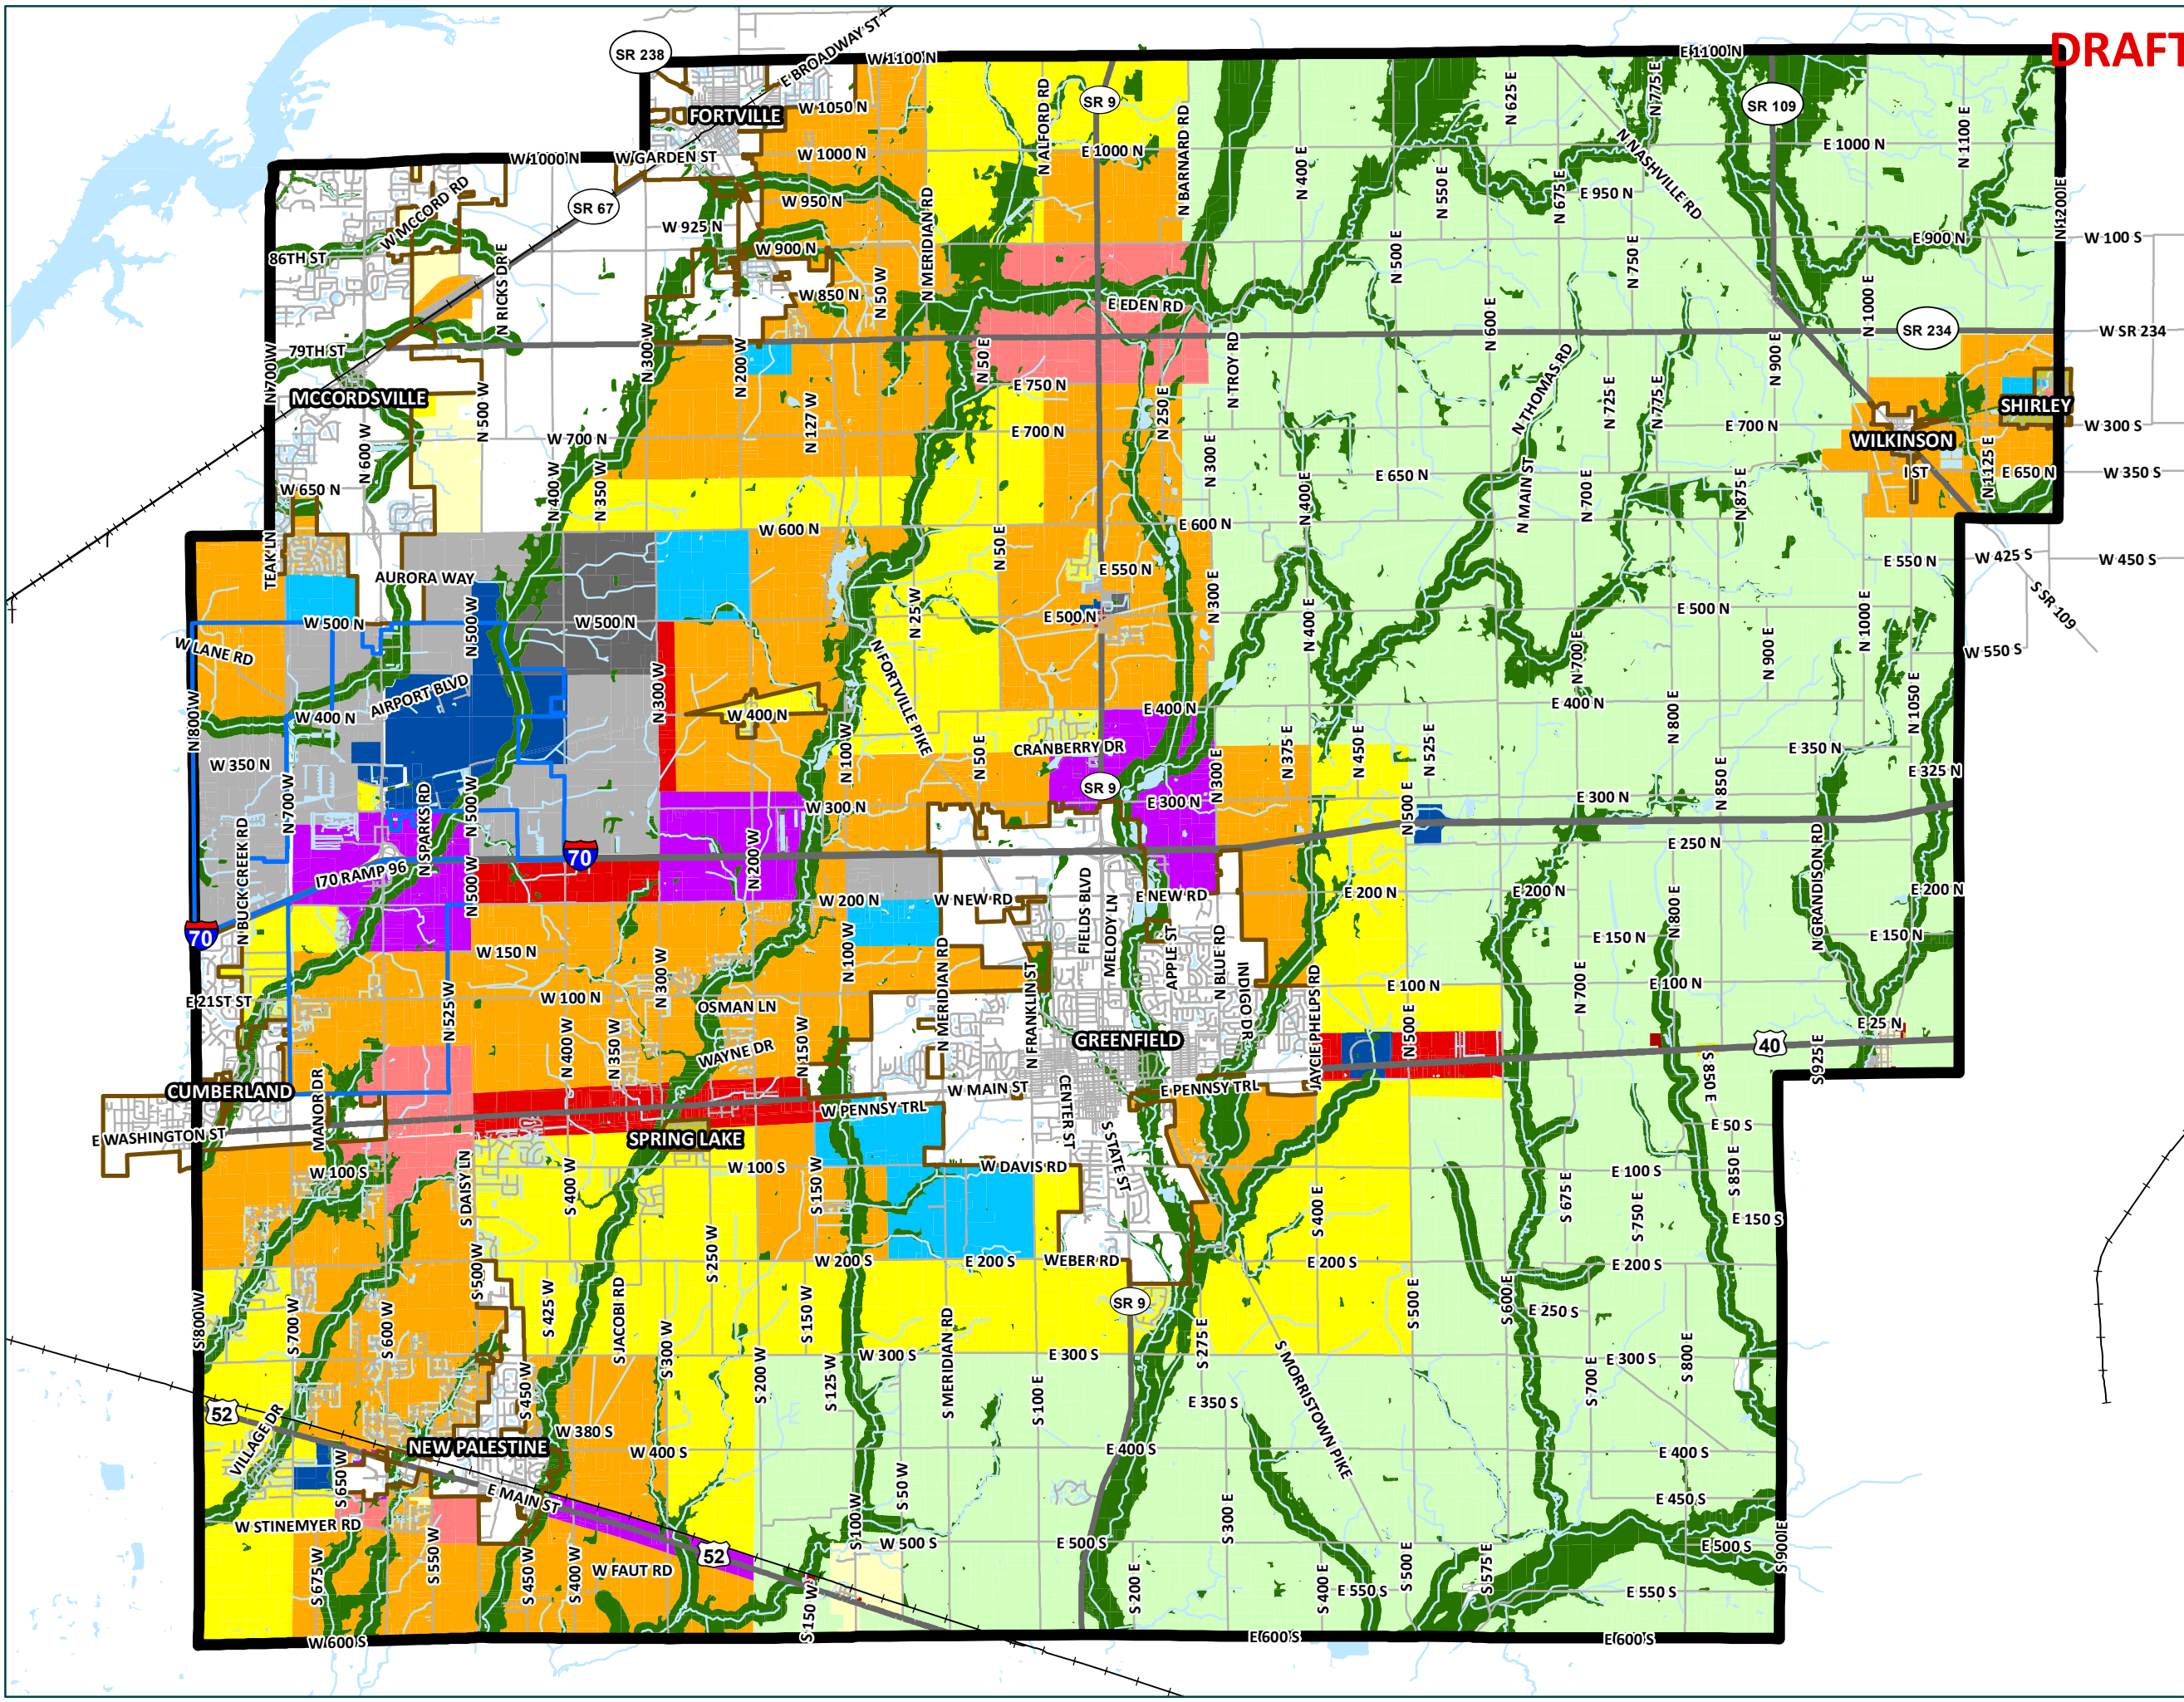 DRAFT
SR 238
E BROADWAY ST
W 1100 N
E 1100 N
FORTVILLE
W 1050 N
SR 9
N ALFORD RD
N BARNARD RD
N 625 E
N 775 E
SR 109
N 1100 E
W 1000 N
W GARDEN ST
W 1000 N
E 1000 N
N 400 E
N NASHVILLE RD
E 1000 N
W MCCORD RD
SR 67
W 950 N
N MERIDIAN RD
N 550 E
N 675 E
E 950 N
N 1200 E
W 925 N
86TH ST
N RICKS DR E
W 900 N
N 500 E
N 750 E
E 900 N
W 100 S
W 850 N
N 50 W
E EDEN RD
N 600 E
N 1000 E
SR 234
W SR 234
79TH ST
N 700 W
N 300 W
N 200 W
N 50 E
N TROY RD
N THOMAS RD
N 900 E
MCCORDSVILLE
N 500 W
E 750 N
N 127 W
N 250 E
N 725 E
N 775 E
SHIRLEY
N 600 W
W 700 N
E 700 N
N 300 E
E 700 N
WILKINSON
W 300 S
W 650 N
N 400 W
N 350 W
E 650 N
N 400 E
N MAIN ST
N 700 E
N 875 E
I ST
N 1125 E
E 650 N
W 350 S
W 600 N
N 50 E
E 600 N
TEAK LN
AURORA WAY
E 550 N
E 550 N
W 425 S
W 450 S
S SR 109
W 500 N
N 500 W
W 500 N
N 25 W
E 500 N
N 300 E
N 400 E
E 500 N
N 1000 E
W LANE RD
N 300 W
N FORTVILLE PIKE
N 700 E
N 900 E
W 550 S
N 800 W
AIRPORT BLVD
W 400 N
W 400 N
E 400 N
E 400 N
N 800 E
N 1050 E
W 350 N
N 100 W
N 50 E
CRANBERRY DR
N 375 E
N 450 E
N 525 E
E 350 N
E 325 N
N 700 W
N SPARKS RD
N 500 W
W 300 N
SR 9
E 300 N
N 300 E
N 500 E
E 300 N
N 850 E
N BUCK CREEK RD
I70 RAMP 96
70
N 200 W
E 250 N
N GRANDISON RD
N 500 W
W 200 N
W NEW RD
FIELDS BLVD
MELODY LN
E NEW RD
E 200 N
E 200 N
E 200 N
70
W 150 N
N 100 W
N MERIDIAN RD
APPLE ST
N BLUE RD
E 150 N
N 800 E
E 150 N
E 21ST ST
N 525 W
W 100 N
N 300 W
OSMAN LN
N FRANKLIN ST
INDIGO DR
JAYCIE PHELPS RD
E 100 N
N 700 E
E 100 N
N 400 W
N 350 W
WAYNE DR
N 150 W
GREENFIELD
N 500 E
E 25 N
40
CUMBERLAND
MANOR DR
W MAIN ST
E PENNSY TRL
S 850 E
S 925 E
E WASHINGTON ST
W PENNSY TRL
CENTER ST
SPRING LAKE
S STATE ST
E 50 S
W 100 S
S DAISY LN
S 400 W
W 100 S
S 150 W
W DAVIS RD
S 400 E
S 675 E
E 100 S
S 750 E
S 850 E
E 150 S
S 500 W
S 250 W
W 200 S
E 200 S
WEBER RD
E 200 S
E 200 S
S 800 W
S 700 W
S 600 W
S 425 W
S JACOBI RD
S 300 W
S 150 W
S MERIDIAN RD
SR 9
S 275 E
S 500 E
S 600 E
E 250 S
S 450 W
S 200 W
S 125 W
W 300 S
S 100 E
E 300 S
S MORRISTOWN PIKE
S 700 E
E 300 S
S 800 E
52
VILLAGE DR
W 380 S
E 350 S
NEW PALESTINE
W 400 S
E 400 S
E 400 S
S 650 W
E MAIN ST
S 50 W
E 450 S
W STINEMYER RD
S 100 W
S 300 E
S 550 W
52
W 500 S
E 500 S
E 500 S
S 900 E
S 675 W
S 450 W
S 400 W
W FAUT RD
S 150 W
S 200 E
S 400 E
E 550 S
S 500 E
S 575 E
E 550 S
W 600 S
E 600 S
E 600 S